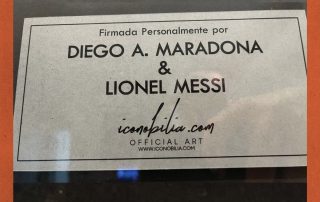 Firmada Personalmente por
DIEGO A. MARADONA
&
LIONEL MESSI
iconobilia.com
OFFICIAL ART
WWW.ICONOBILIA.COM